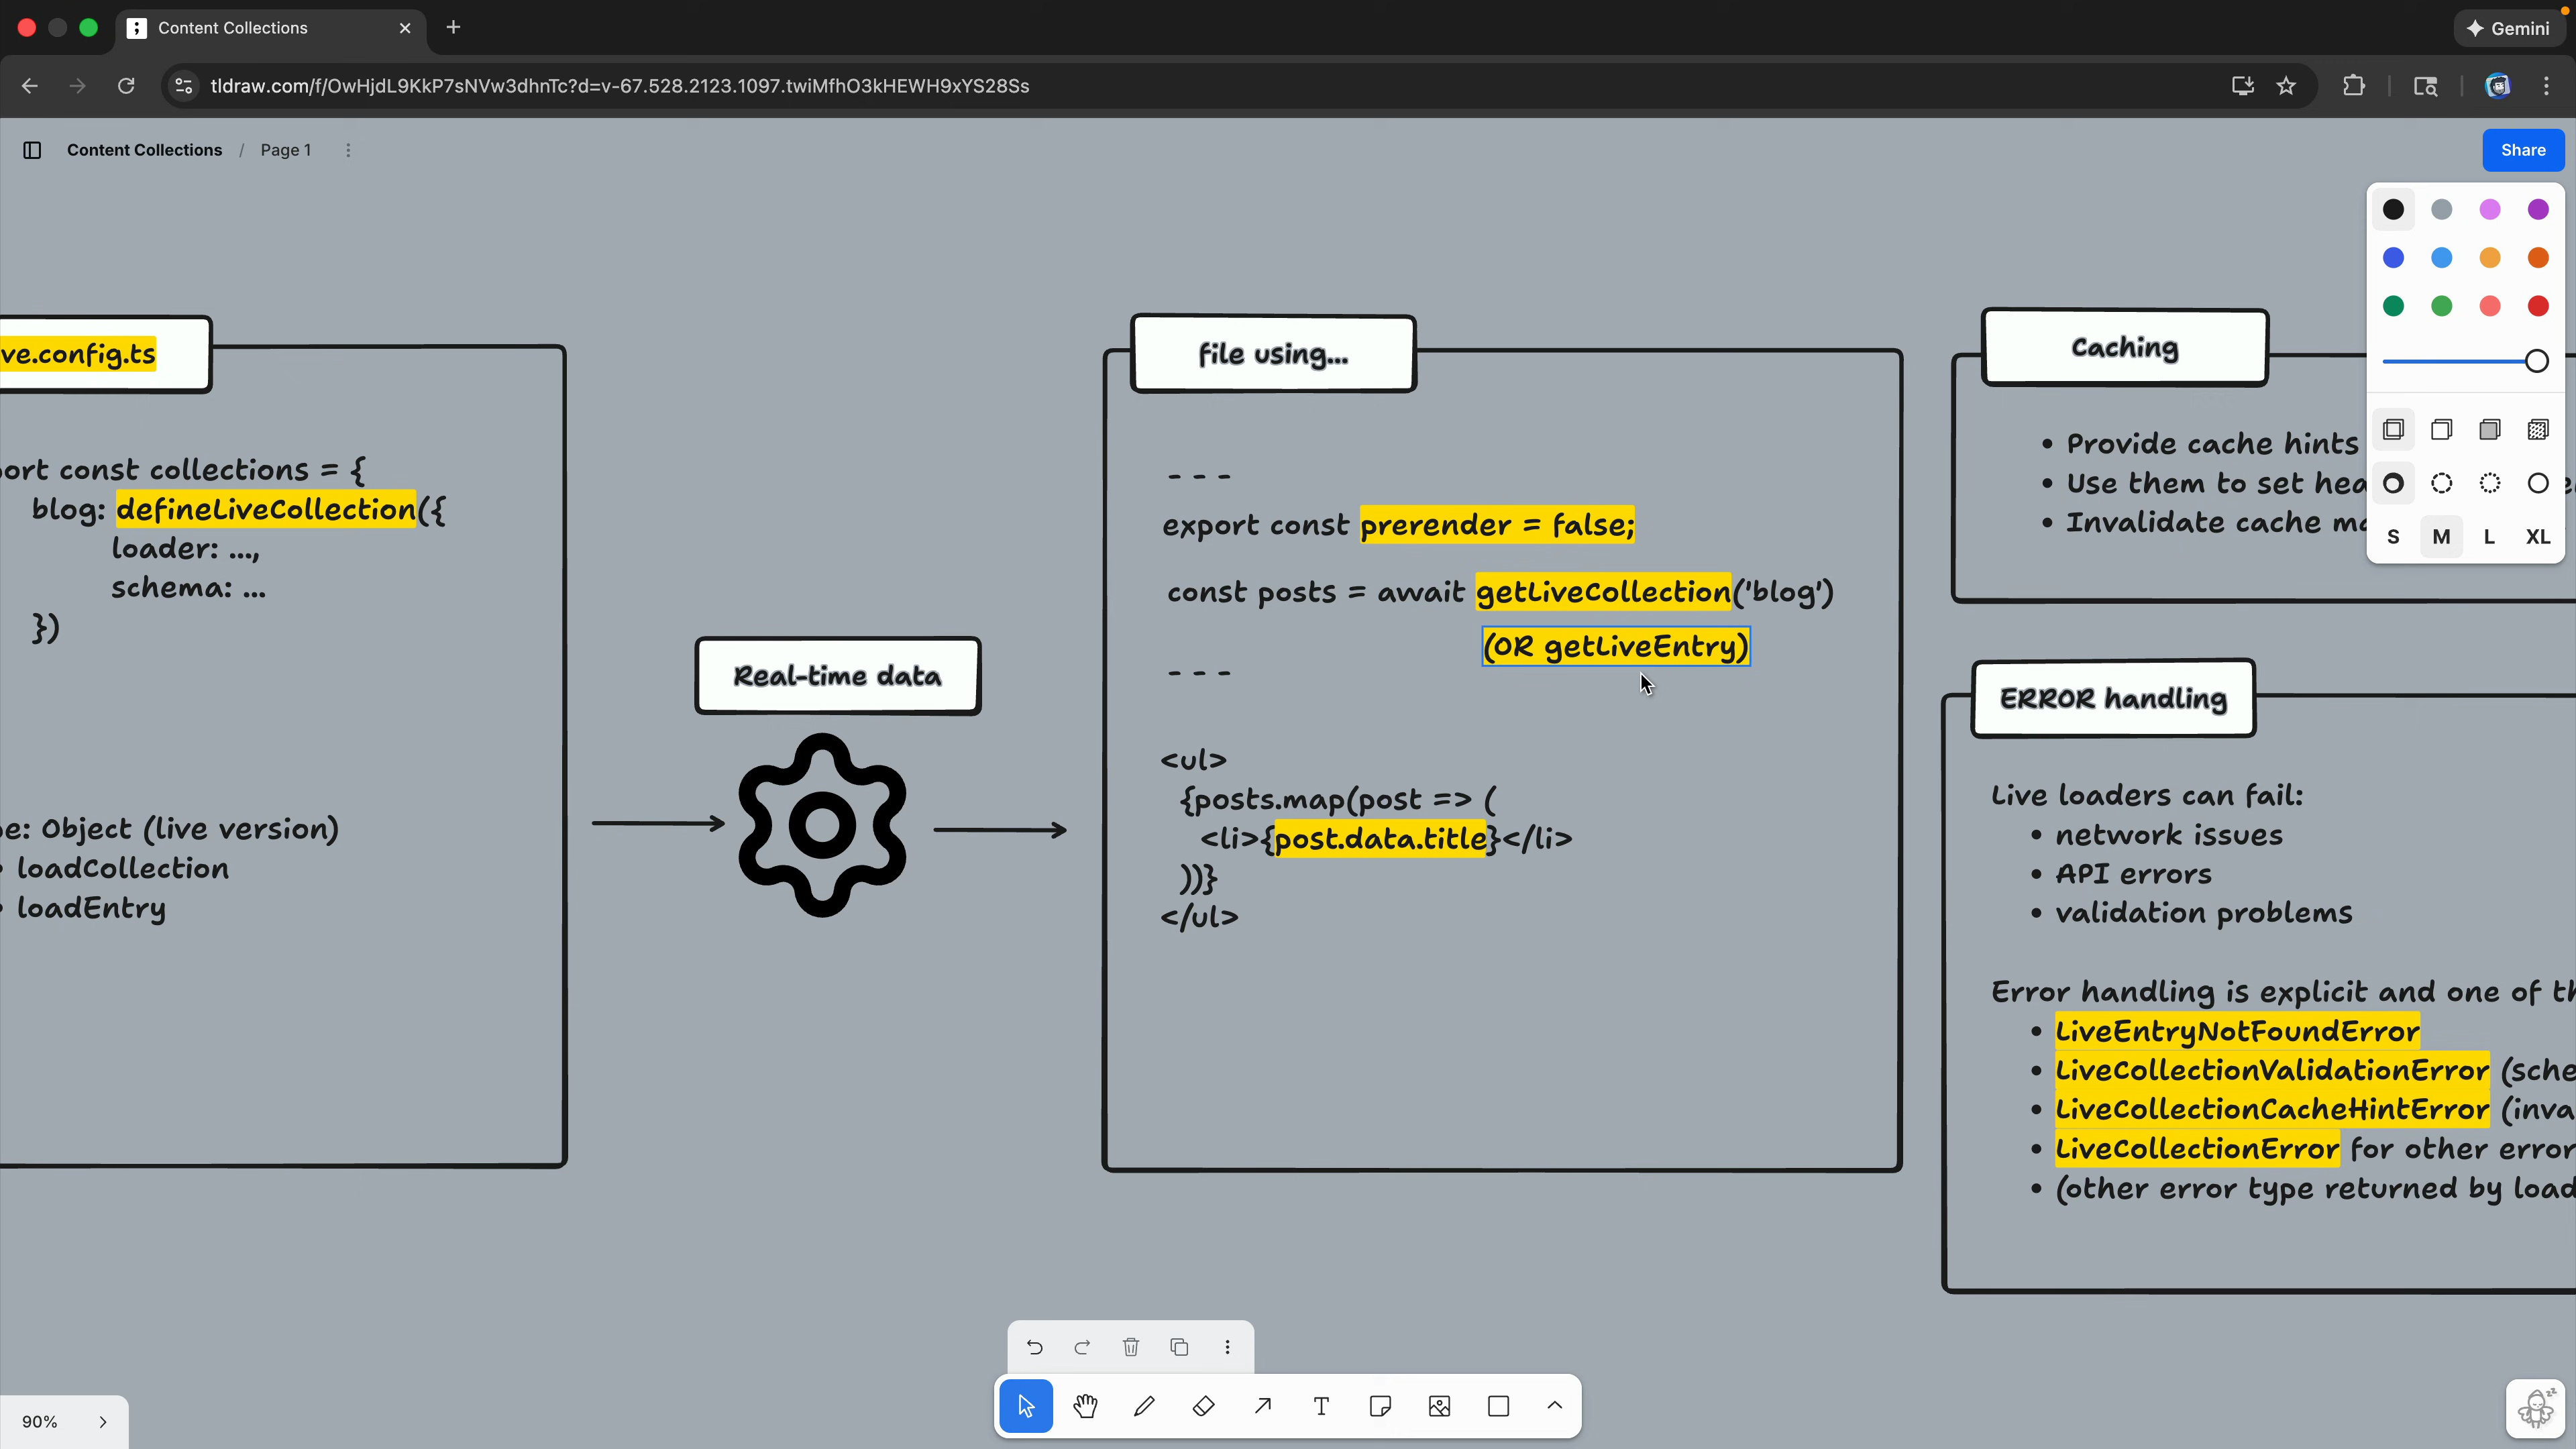 Content Collections
Gemini
tldraw.com/f/OwHjdL9KkP7sNVw3dhnTc?d=v-67.528.2123.1097.twiMfhO3kHEWH9xYS28Ss
Content Collections / Page 1
Share
ve.config.ts
ort const collections = {
blog: defineLiveCollection({
loader: ...,
schema: ...
})
e: Object (live version)
loadCollection
loadEntry
Real-time data
file using...
- - -
export const prerender = false;
const posts = await getLiveCollection('blog')
(OR getLiveEntry)
- - -
<ul>
{posts.map(post => (
<li>{post.data.title}</li>
))}
</ul>
Caching
• Provide cache hints
• Use them to set hea
• Invalidate cache ma
S M L XL
ERROR handling
Live loaders can fail:
• network issues
• API errors
• validation problems
Error handling is explicit and one of th
• LiveEntryNotFoundError
• LiveCollectionValidationError (sche
• LiveCollectionCacheHintError (inva
• LiveCollectionError for other error
• (other error type returned by load
90%